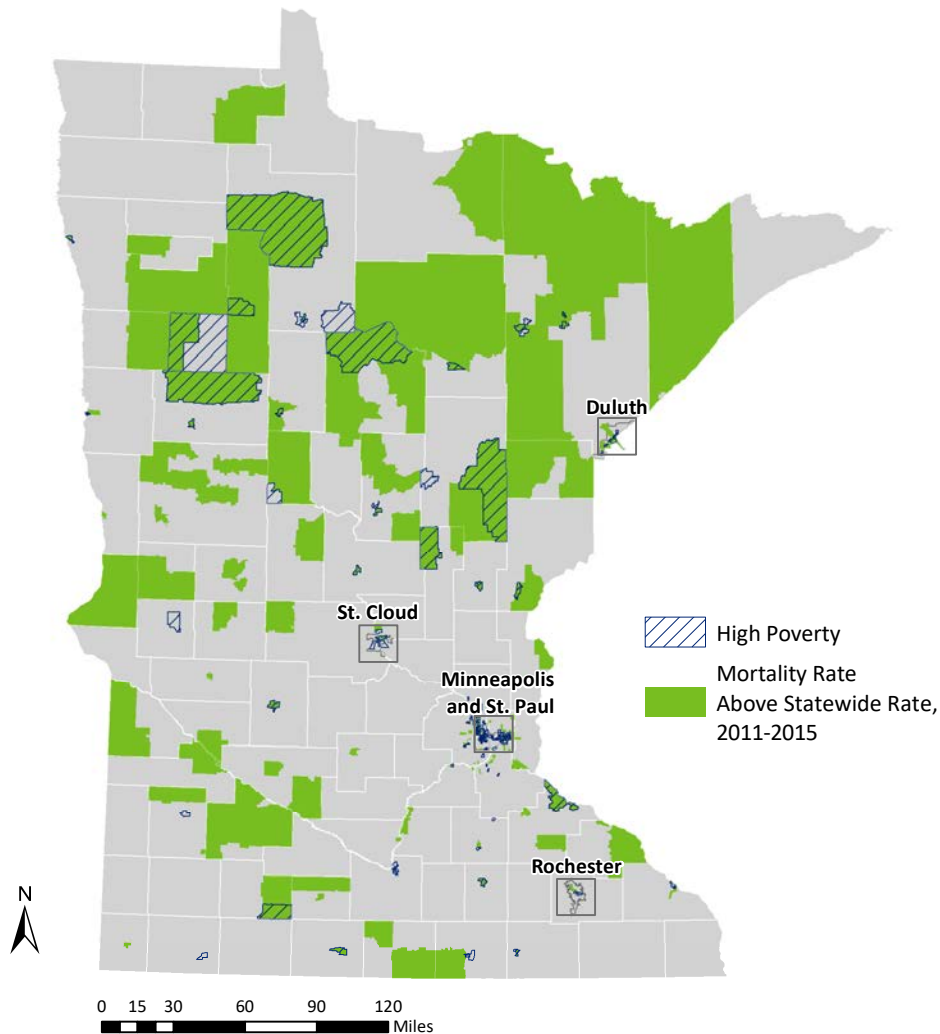 Duluth
St. Cloud
High Poverty
Minneapolis
and St. Paul
Mortality Rate
Above Statewide Rate,
2011-2015
Rochester
N
0 15 30 60 90 120
Miles